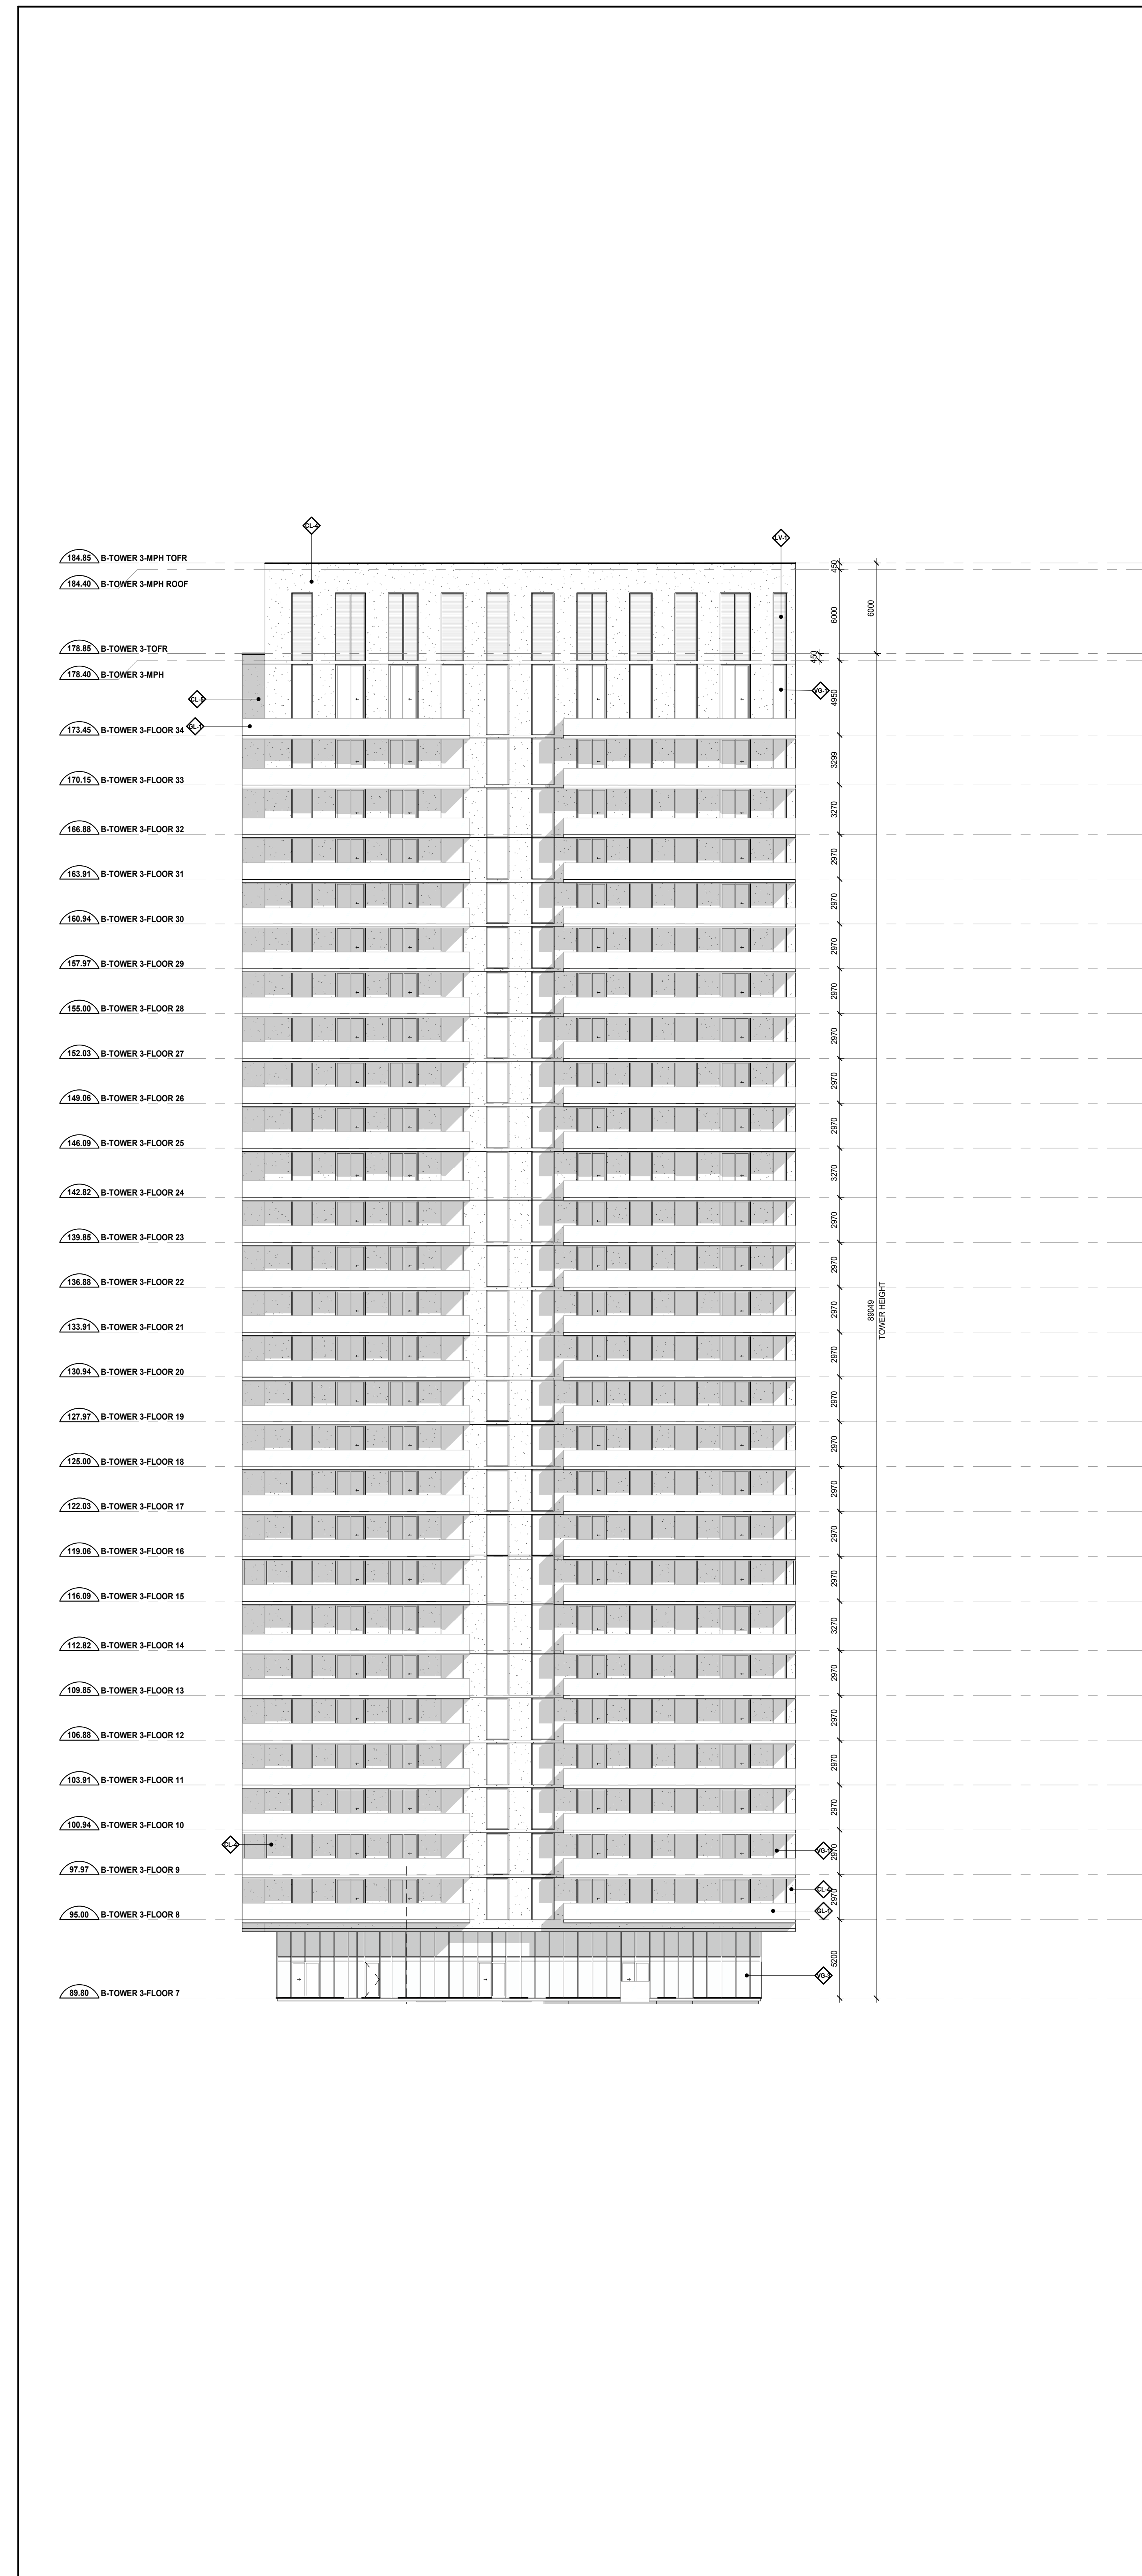 LV-1
184.85 B-TOWER 3-MPH TOFR
450
184.40 B-TOWER 3-MPH ROOF
6000
6000
178.85 B-TOWER 3-TOFR
450
178.40 B-TOWER 3-MPH
VG-1
4950
GL-1
173.45 B-TOWER 3-FLOOR 34
3299
170.15 B-TOWER 3-FLOOR 33
3270
166.88 B-TOWER 3-FLOOR 32
2970
163.91 B-TOWER 3-FLOOR 31
2970
160.94 B-TOWER 3-FLOOR 30
2970
157.97 B-TOWER 3-FLOOR 29
2970
155.00 B-TOWER 3-FLOOR 28
2970
152.03 B-TOWER 3-FLOOR 27
2970
149.06 B-TOWER 3-FLOOR 26
2970
146.09 B-TOWER 3-FLOOR 25
3270
142.82 B-TOWER 3-FLOOR 24
2970
139.85 B-TOWER 3-FLOOR 23
2970
136.88 B-TOWER 3-FLOOR 22
2970
89049
TOWER HEIGHT
133.91 B-TOWER 3-FLOOR 21
2970
130.94 B-TOWER 3-FLOOR 20
2970
127.97 B-TOWER 3-FLOOR 19
2970
125.00 B-TOWER 3-FLOOR 18
2970
122.03 B-TOWER 3-FLOOR 17
2970
119.06 B-TOWER 3-FLOOR 16
2970
116.09 B-TOWER 3-FLOOR 15
3270
112.82 B-TOWER 3-FLOOR 14
2970
109.85 B-TOWER 3-FLOOR 13
2970
106.88 B-TOWER 3-FLOOR 12
2970
103.91 B-TOWER 3-FLOOR 11
2970
100.94 B-TOWER 3-FLOOR 10
VG-1
2970
97.97 B-TOWER 3-FLOOR 9
2970
GL-1
95.00 B-TOWER 3-FLOOR 8
5200
89.80 B-TOWER 3-FLOOR 7